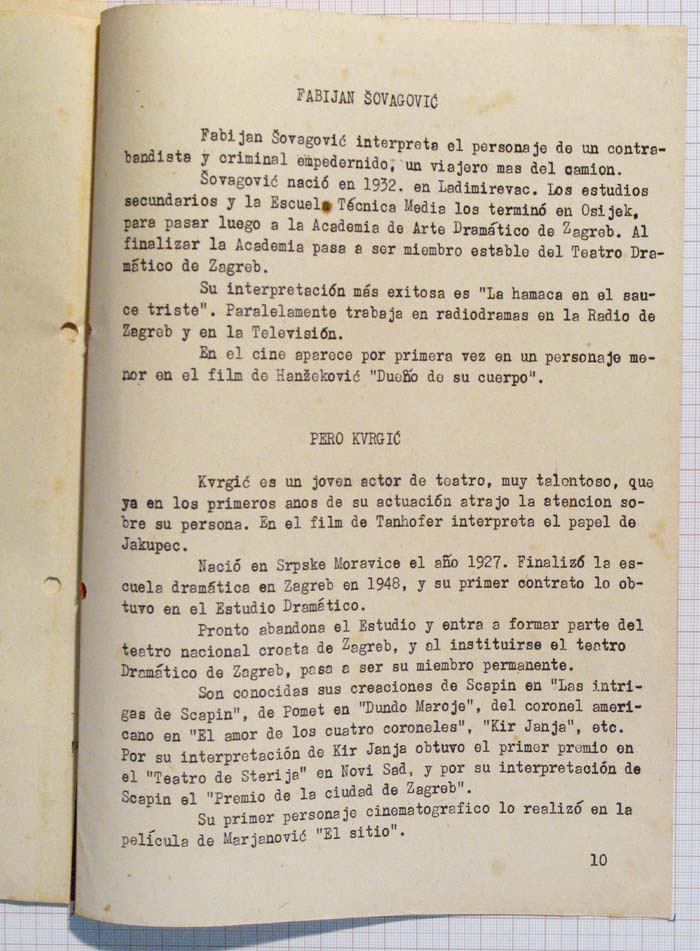 FABIJAN ŠOVAGOVIĆ
Fabijan Šovagović interpreta el personaje de un contra-
bandista y criminal empedernido, un viajero mas del camion.
Šovagović nació en 1932. en Ladimirevac. Los estudios
secundarios y la Escuela Técnica Media los terminó en Osijek,
para pasar luego a la Academia de Arte Dramático de Zagreb. Al
finalizar la Academia pasa a ser miembro estable del Teatro Dra-
mático de Zagreb.
Su interpretación más exitosa es "La hamaca en el sau-
ce triste". Paralelamente trabaja en radiodramas en la Radio de
Zagreb y en la Televisión.
En el cine aparece por primera vez en un personaje me-
nor en el film de Hanžeković "Dueño de su cuerpo".
PERO KVRGIĆ
Kvrgić es un joven actor de teatro, muy talentoso, que
ya en los primeros anos de su actuación atrajo la atencion so-
bre su persona. En el film de Tanhofer interpreta el papel de
Jakupec.
Nació en Srpske Moravice el año 1927. Finalizó la es-
cuela dramática en Zagreb en 1948, y su primer contrato lo ob-
tuvo en el Estudio Dramático.
Pronto abandona el Estudio y entra a formar parte del
teatro nacional croata de Zagreb, y al instituirse el teatro
Dramático de Zagreb, pasa a ser su miembro permanente.
Son conocidas sus creaciones de Scapin en "Las intri-
gas de Scapin", de Pomet en "Dundo Maroje", del coronel ameri-
cano en "El amor de los cuatro coroneles", "Kir Janja", etc.
Por su interpretación de Kir Janja obtuvo el primer premio en
el "Teatro de Sterija" en Novi Sad, y por su interpretación de
Scapin el "Premio de la ciudad de Zagreb".
Su primer personaje cinematografico lo realizó en la
película de Marjanović "El sitio".
10